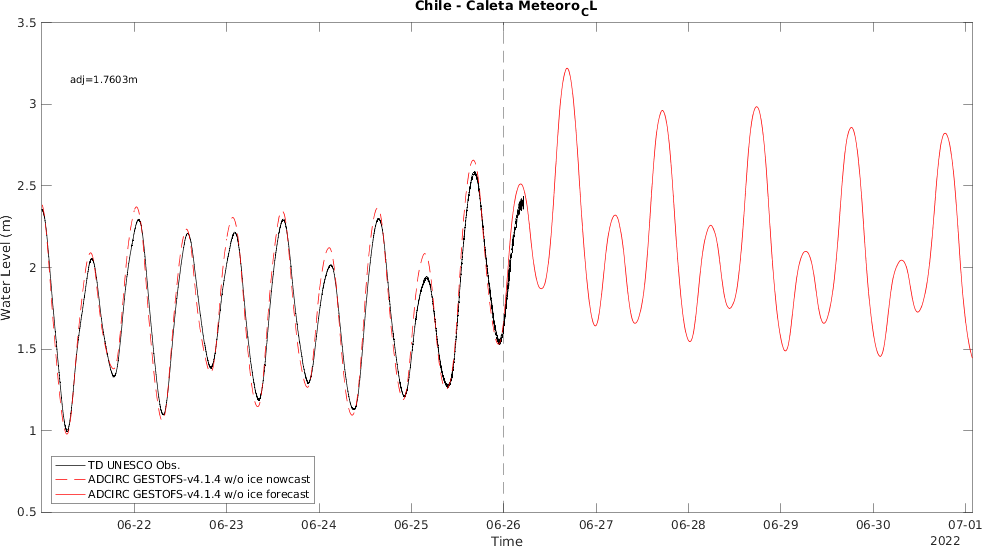 Chile - Caleta Meteoro_CL
adj=1.7603m
3.5
3
2.5
2
1.5
1
0.5
Water Level (m)
TD UNESCO Obs.
ADCIRC GESTOFS-v4.1.4 w/o ice nowcast
ADCIRC GESTOFS-v4.1.4 w/o ice forecast
06-22 06-23 06-24 06-25 06-26 06-27 06-28 06-29 06-30 07-01
Time
2022